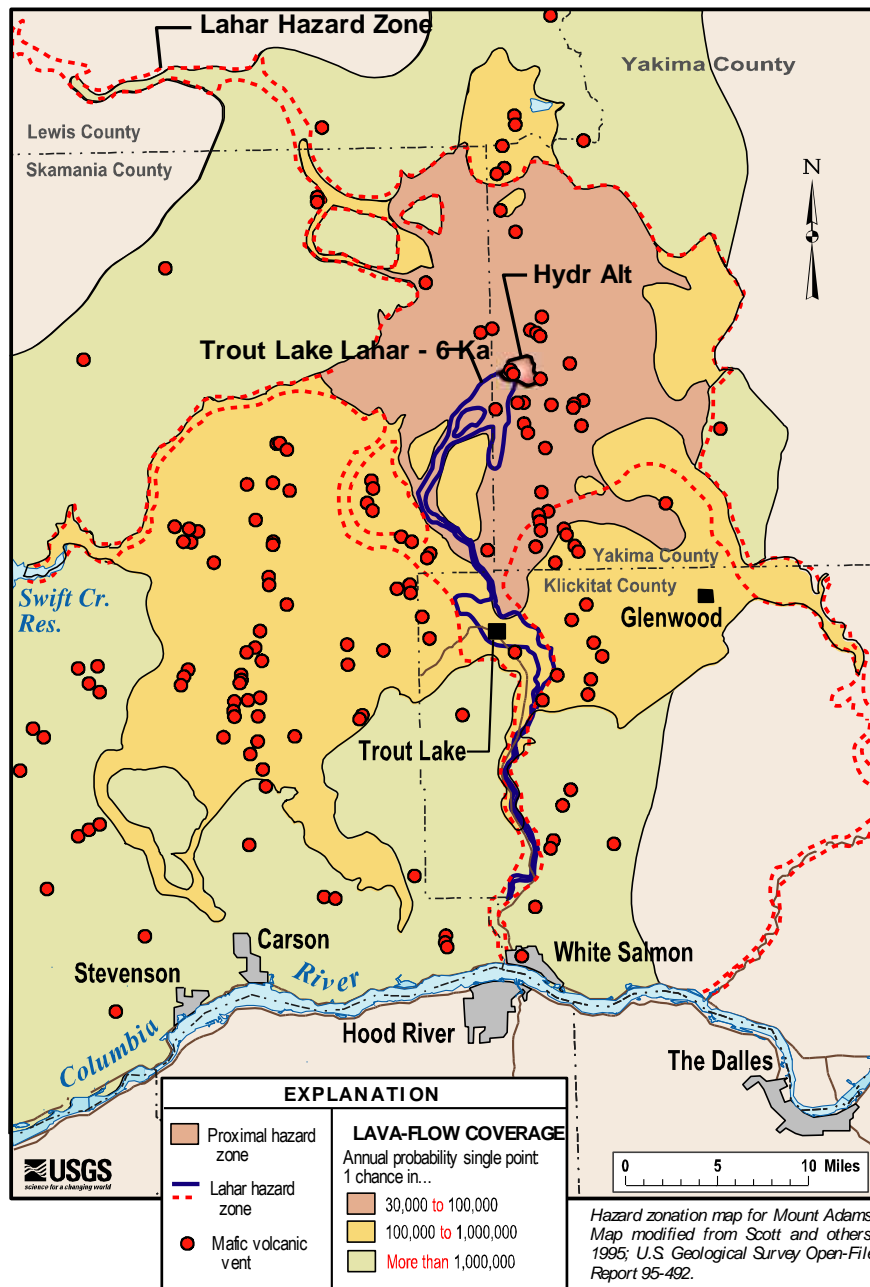 Lahar Hazard Zone
Yakima County
Lewis County
Skamania County
N
Hydr Alt
Trout Lake Lahar - 6 Ka
Yakima County
Klickitat County
Swift Cr.
Res.
Glenwood
Trout Lake
Carson
White Salmon
Stevenson
River
Hood River
Columbia
The Dalles
EXPLANATION
Proximal hazard
zone
Lahar hazard
zone
Mafic volcanic
vent
LAVA-FLOW COVERAGE
Annual probability single point
1 chance in...
30,000 to 100,000
100,000 to 1,000,000
More than 1,000,000
USGS
science for a changing world
0 5 10 Miles
Hazard zonation map for Mount Adams
Map modified from Scott and others
1995; U.S. Geological Survey Open-File
Report 95-492.